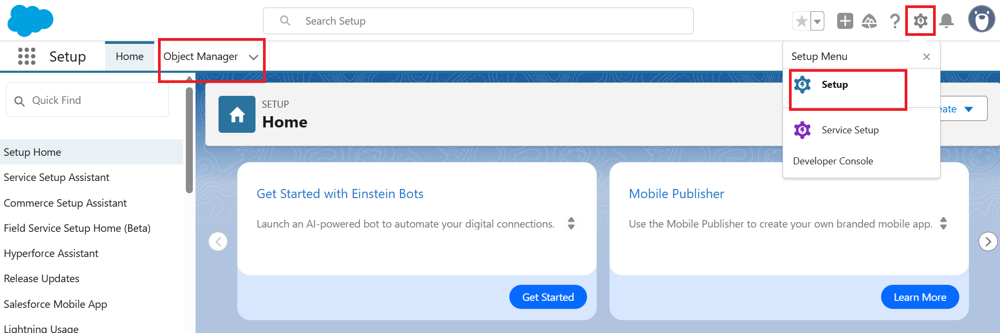 Search Setup
Setup
Home
Object Manager
Setup Menu
Setup
Service Setup
Developer Console
Quick Find
SETUP
Home
Setup Home
Service Setup Assistant
Commerce Setup Assistant
Field Service Setup Home (Beta)
Hyperforce Assistant
Release Updates
Salesforce Mobile App
Lightning Usage
Get Started with Einstein Bots
Launch an AI-powered bot to automate your digital connections.
Get Started
Mobile Publisher
Use the Mobile Publisher to create your own branded mobile app.
Learn More